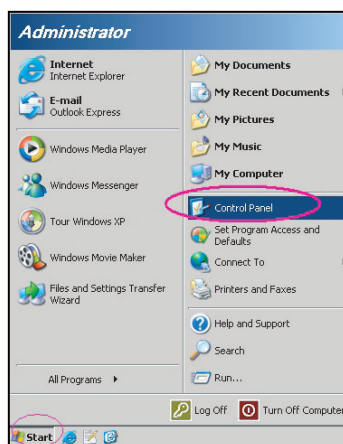 Administrator
Internet
Internet Explorer
E-mail
Outlook Express
Windows Media Player
Windows Messenger
Tour Windows XP
Windows Movie Maker
Files and Settings Transfer
Wizard
All Programs
My Documents
My Recent Documents
My Pictures
My Music
My Computer
Control Panel
Set Program Access and
Defaults
Connect To
Printers and Faxes
Help and Support
Search
Run...
Log Off
Turn Off Computer
Start